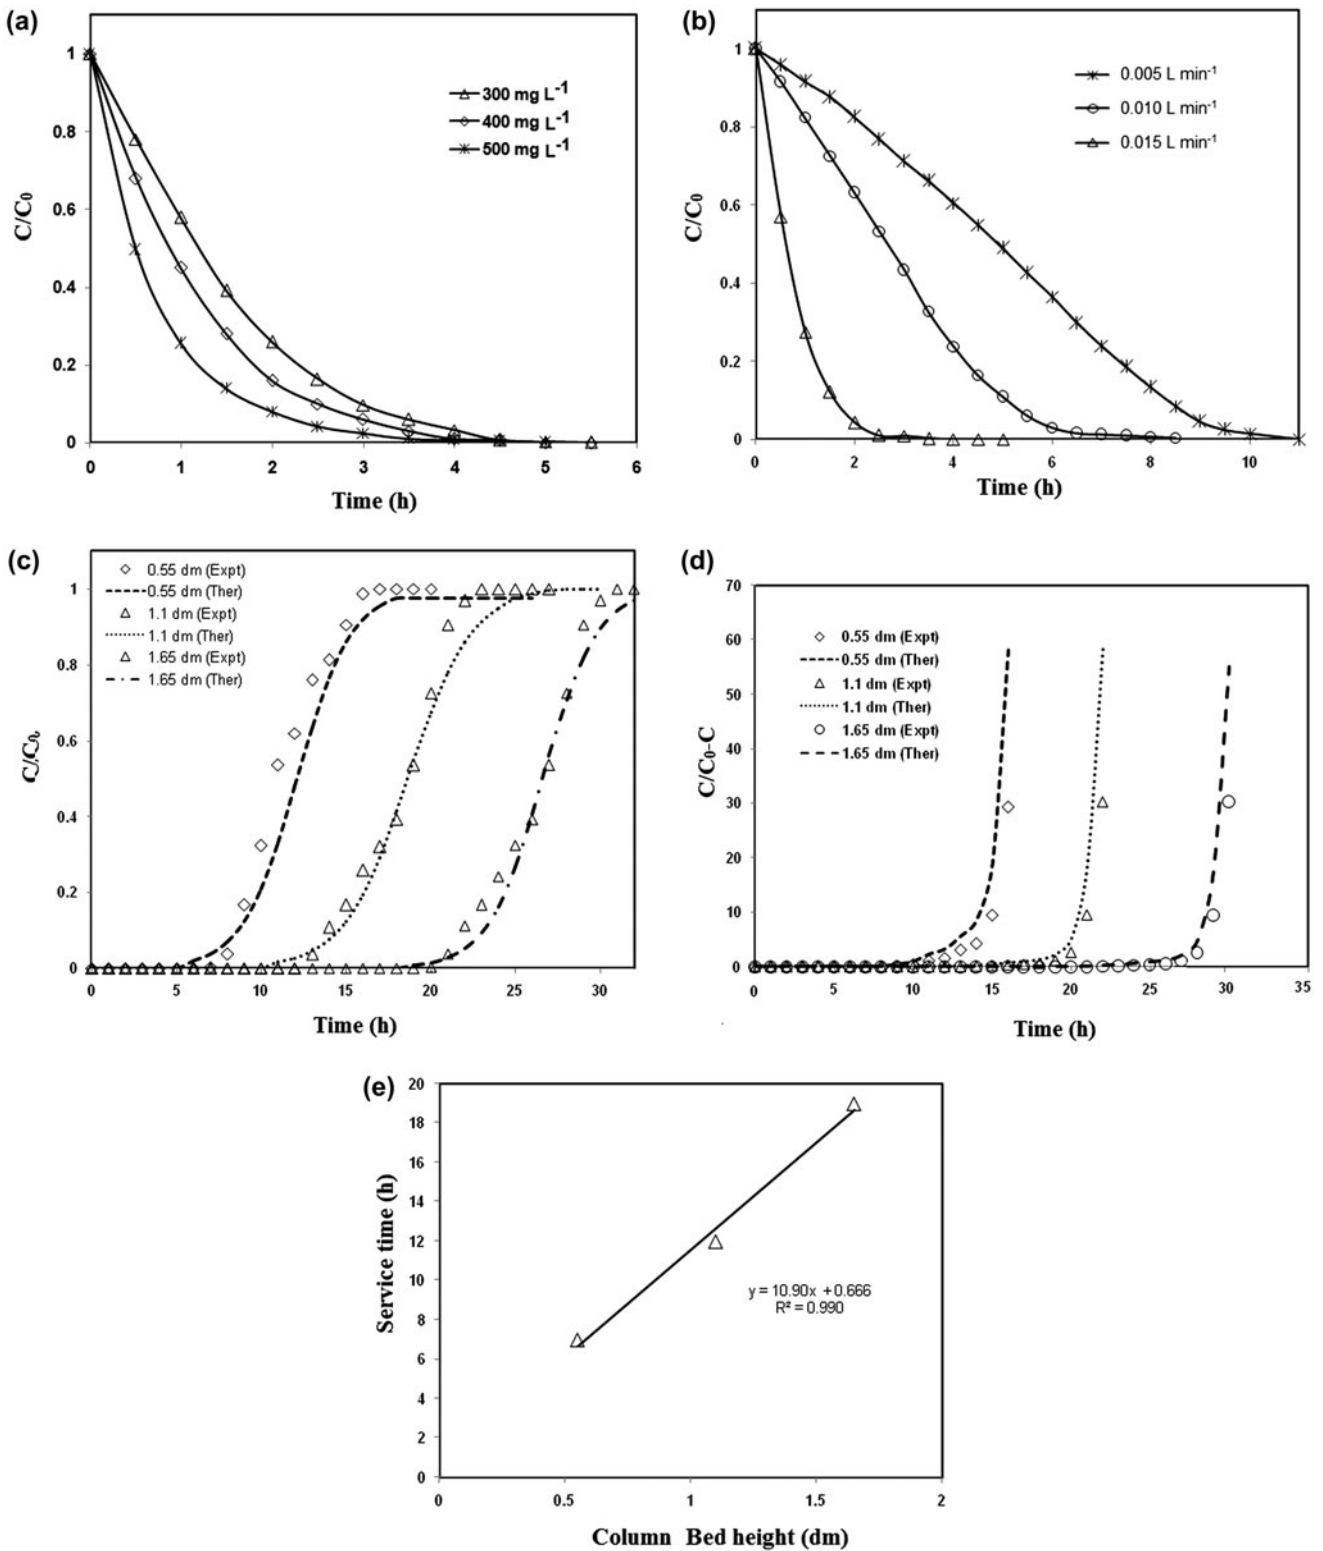 (a)
1
0.8
0.6
0.4
0.2
0
C/C₀
300 mg L⁻¹
400 mg L⁻¹
500 mg L⁻¹
0 1 2 3 4 5 6
Time (h)
(b)
1
0.8
0.6
0.4
0.2
0
C/C₀
0.005 L min⁻¹
0.010 L min⁻¹
0.015 L min⁻¹
0 2 4 6 8 10
Time (h)
(c)
1
0.8
0.6
0.4
0.2
0
C/C₀
0.55 dm (Expt)
0.55 dm (Ther)
1.1 dm (Expt)
1.1 dm (Ther)
1.65 dm (Expt)
1.65 dm (Ther)
0 5 10 15 20 25 30
Time (h)
(d)
70
60
50
40
30
20
10
0
C/C₀-C
0.55 dm (Expt)
0.55 dm (Ther)
1.1 dm (Expt)
1.1 dm (Ther)
1.65 dm (Expt)
1.65 dm (Ther)
0 5 10 15 20 25 30 35
Time (h)
(e)
20
18
16
14
12
10
8
6
4
2
0
Service time (h)
y = 10.90x + 0.666
R² = 0.990
0 0.5 1 1.5 2
Column Bed height (dm)